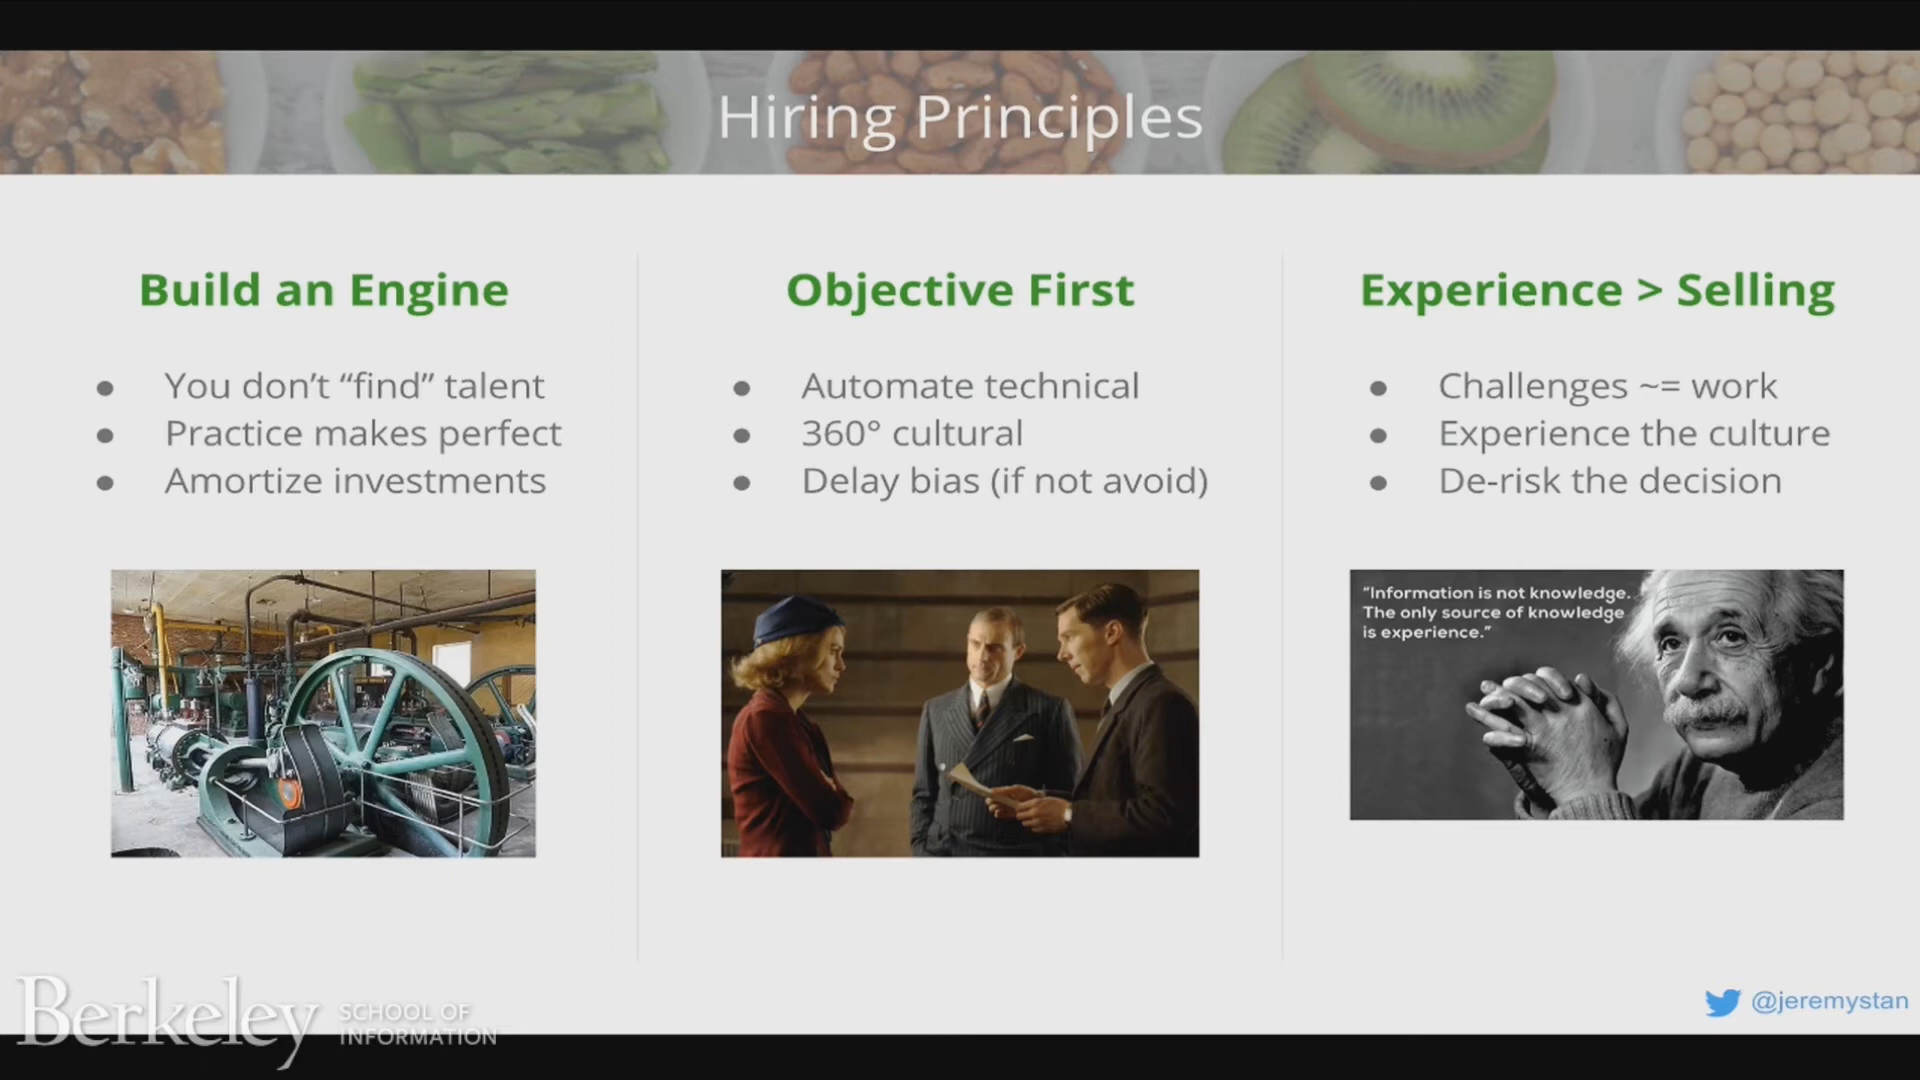 Hiring Principles
Build an Engine
● You don’t “find” talent
● Practice makes perfect
● Amortize investments
Objective First
● Automate technical
● 360° cultural
● Delay bias (if not avoid)
Experience > Selling
● Challenges ~= work
● Experience the culture
● De-risk the decision
“Information is not knowledge.
The only source of knowledge
is experience.”
Berkeley SCHOOL OF
INFORMATION
@jeremystan